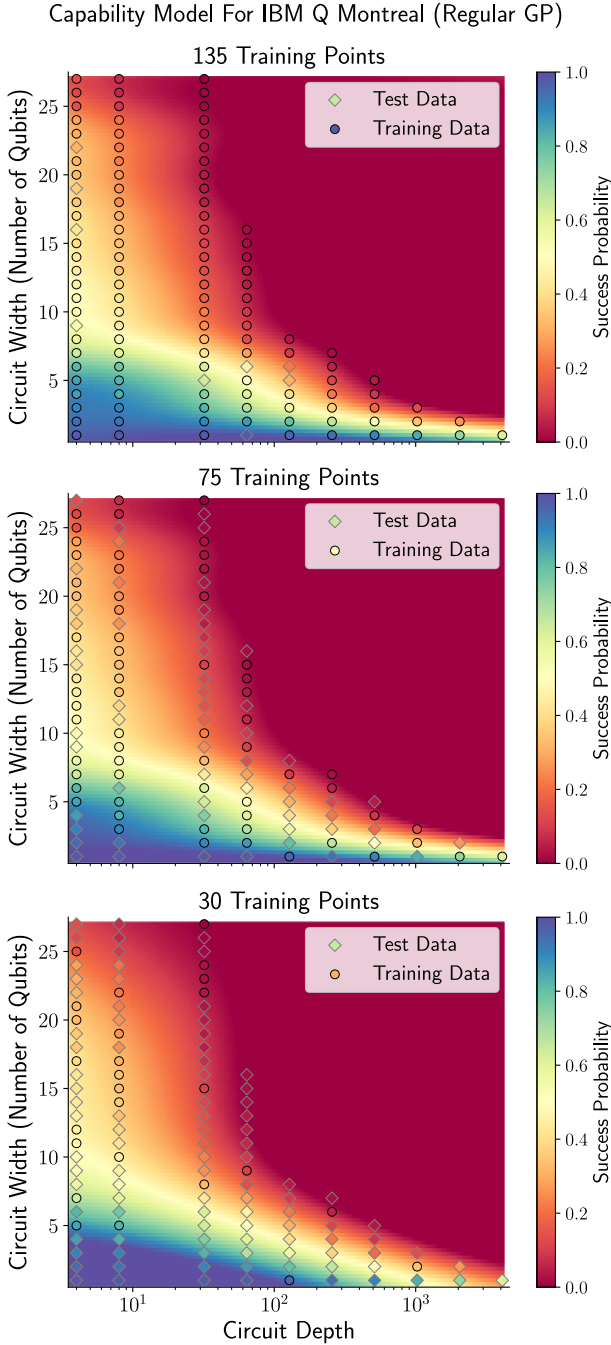 Capability Model For IBM Q Montreal (Regular GP)
135 Training Points
Circuit Width (Number of Qubits)
25
20
15
10
5
Test Data
Training Data
1.0
0.8
0.6
0.4
0.2
0.0
Success Probability
75 Training Points
Circuit Width (Number of Qubits)
25
20
15
10
5
Test Data
Training Data
1.0
0.8
0.6
0.4
0.2
0.0
Success Probability
30 Training Points
Circuit Width (Number of Qubits)
25
20
15
10
5
Test Data
Training Data
1.0
0.8
0.6
0.4
0.2
0.0
Success Probability
10¹ 10² 10³
Circuit Depth